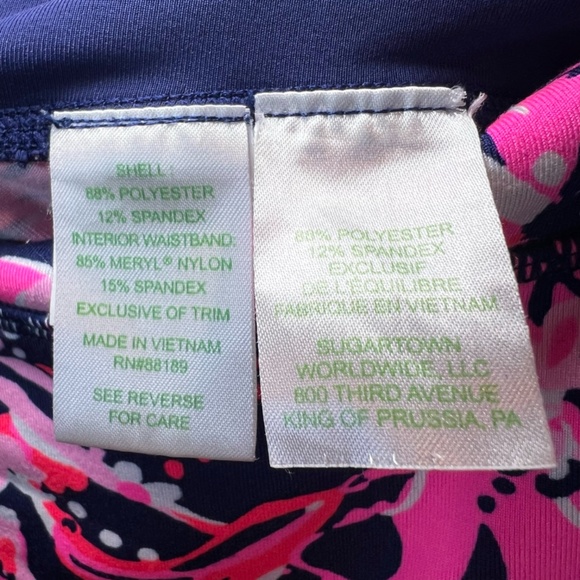 SHELL:
88% POLYESTER
12% SPANDEX
INTERIOR WAISTBAND:
85% MERYL® NYLON
15% SPANDEX
EXCLUSIVE OF TRIM
MADE IN VIETNAM
RN#88189
SEE REVERSE
FOR CARE
88% POLYESTER
12% SPANDEX
EXCLUSIF
DE L'ÉQUILIBRE
FABRIQUE EN VIETNAM
SUGARTOWN
WORLDWIDE, LLC
800 THIRD AVENUE
KING OF PRUSSIA, PA